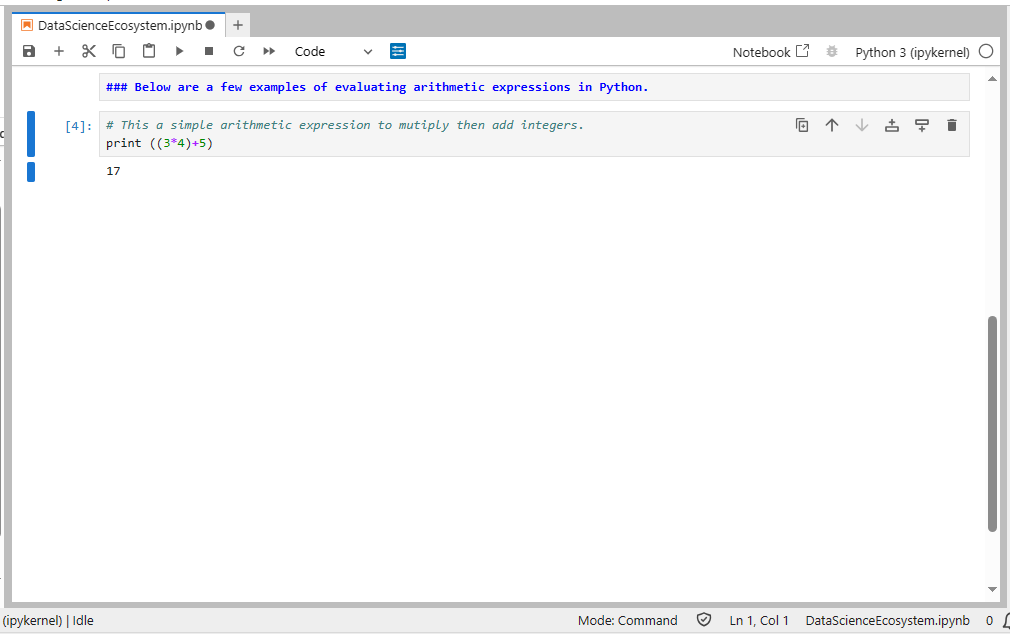 DataScienceEcosystem.ipynb
Code
Notebook
Python 3 (ipykernel)
### Below are a few examples of evaluating arithmetic expressions in Python.
[4]:
# This a simple arithmetic expression to mutiply then add integers.
print ((3*4)+5)
17
(ipykernel) | Idle
Mode: Command
Ln 1, Col 1
DataScienceEcosystem.ipynb
0